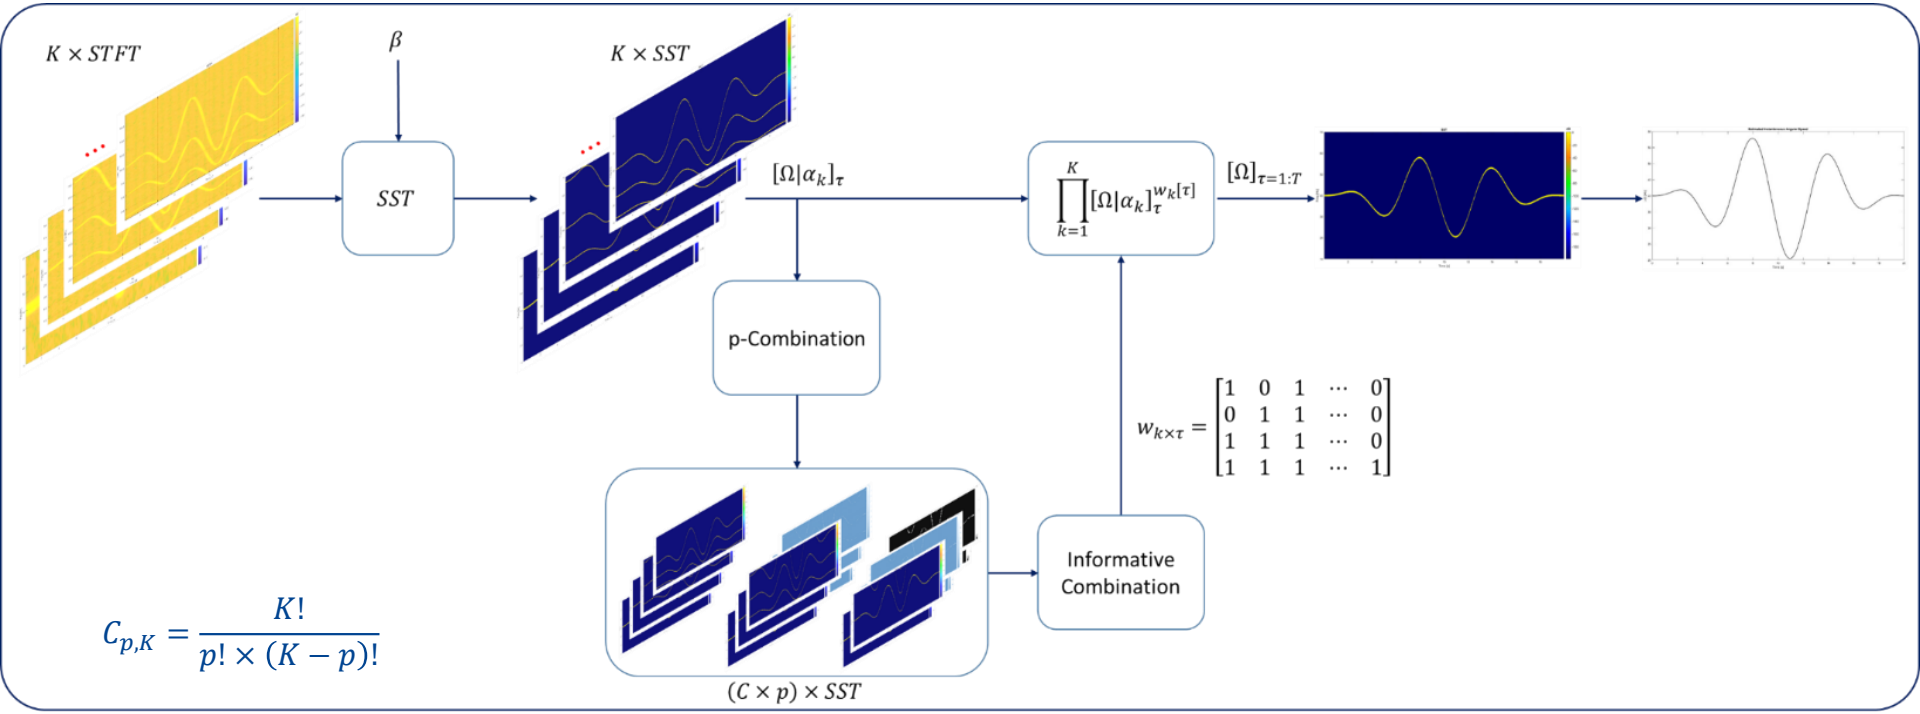 K × STFT
β
K × SST
SST
[Ω|α_k]_τ
∏_{k=1}^{K} [Ω|α_k]_τ^{w_k[τ]}
[Ω]_{τ=1:T}
p-Combination
w_{k×τ} =
1 0 1 ⋯ 0
0 1 1 ⋯ 0
1 1 1 ⋯ 0
1 1 1 ⋯ 1
Informative
Combination
C_{p,K} = K! / (p! × (K − p)!)
(C × p) × SST